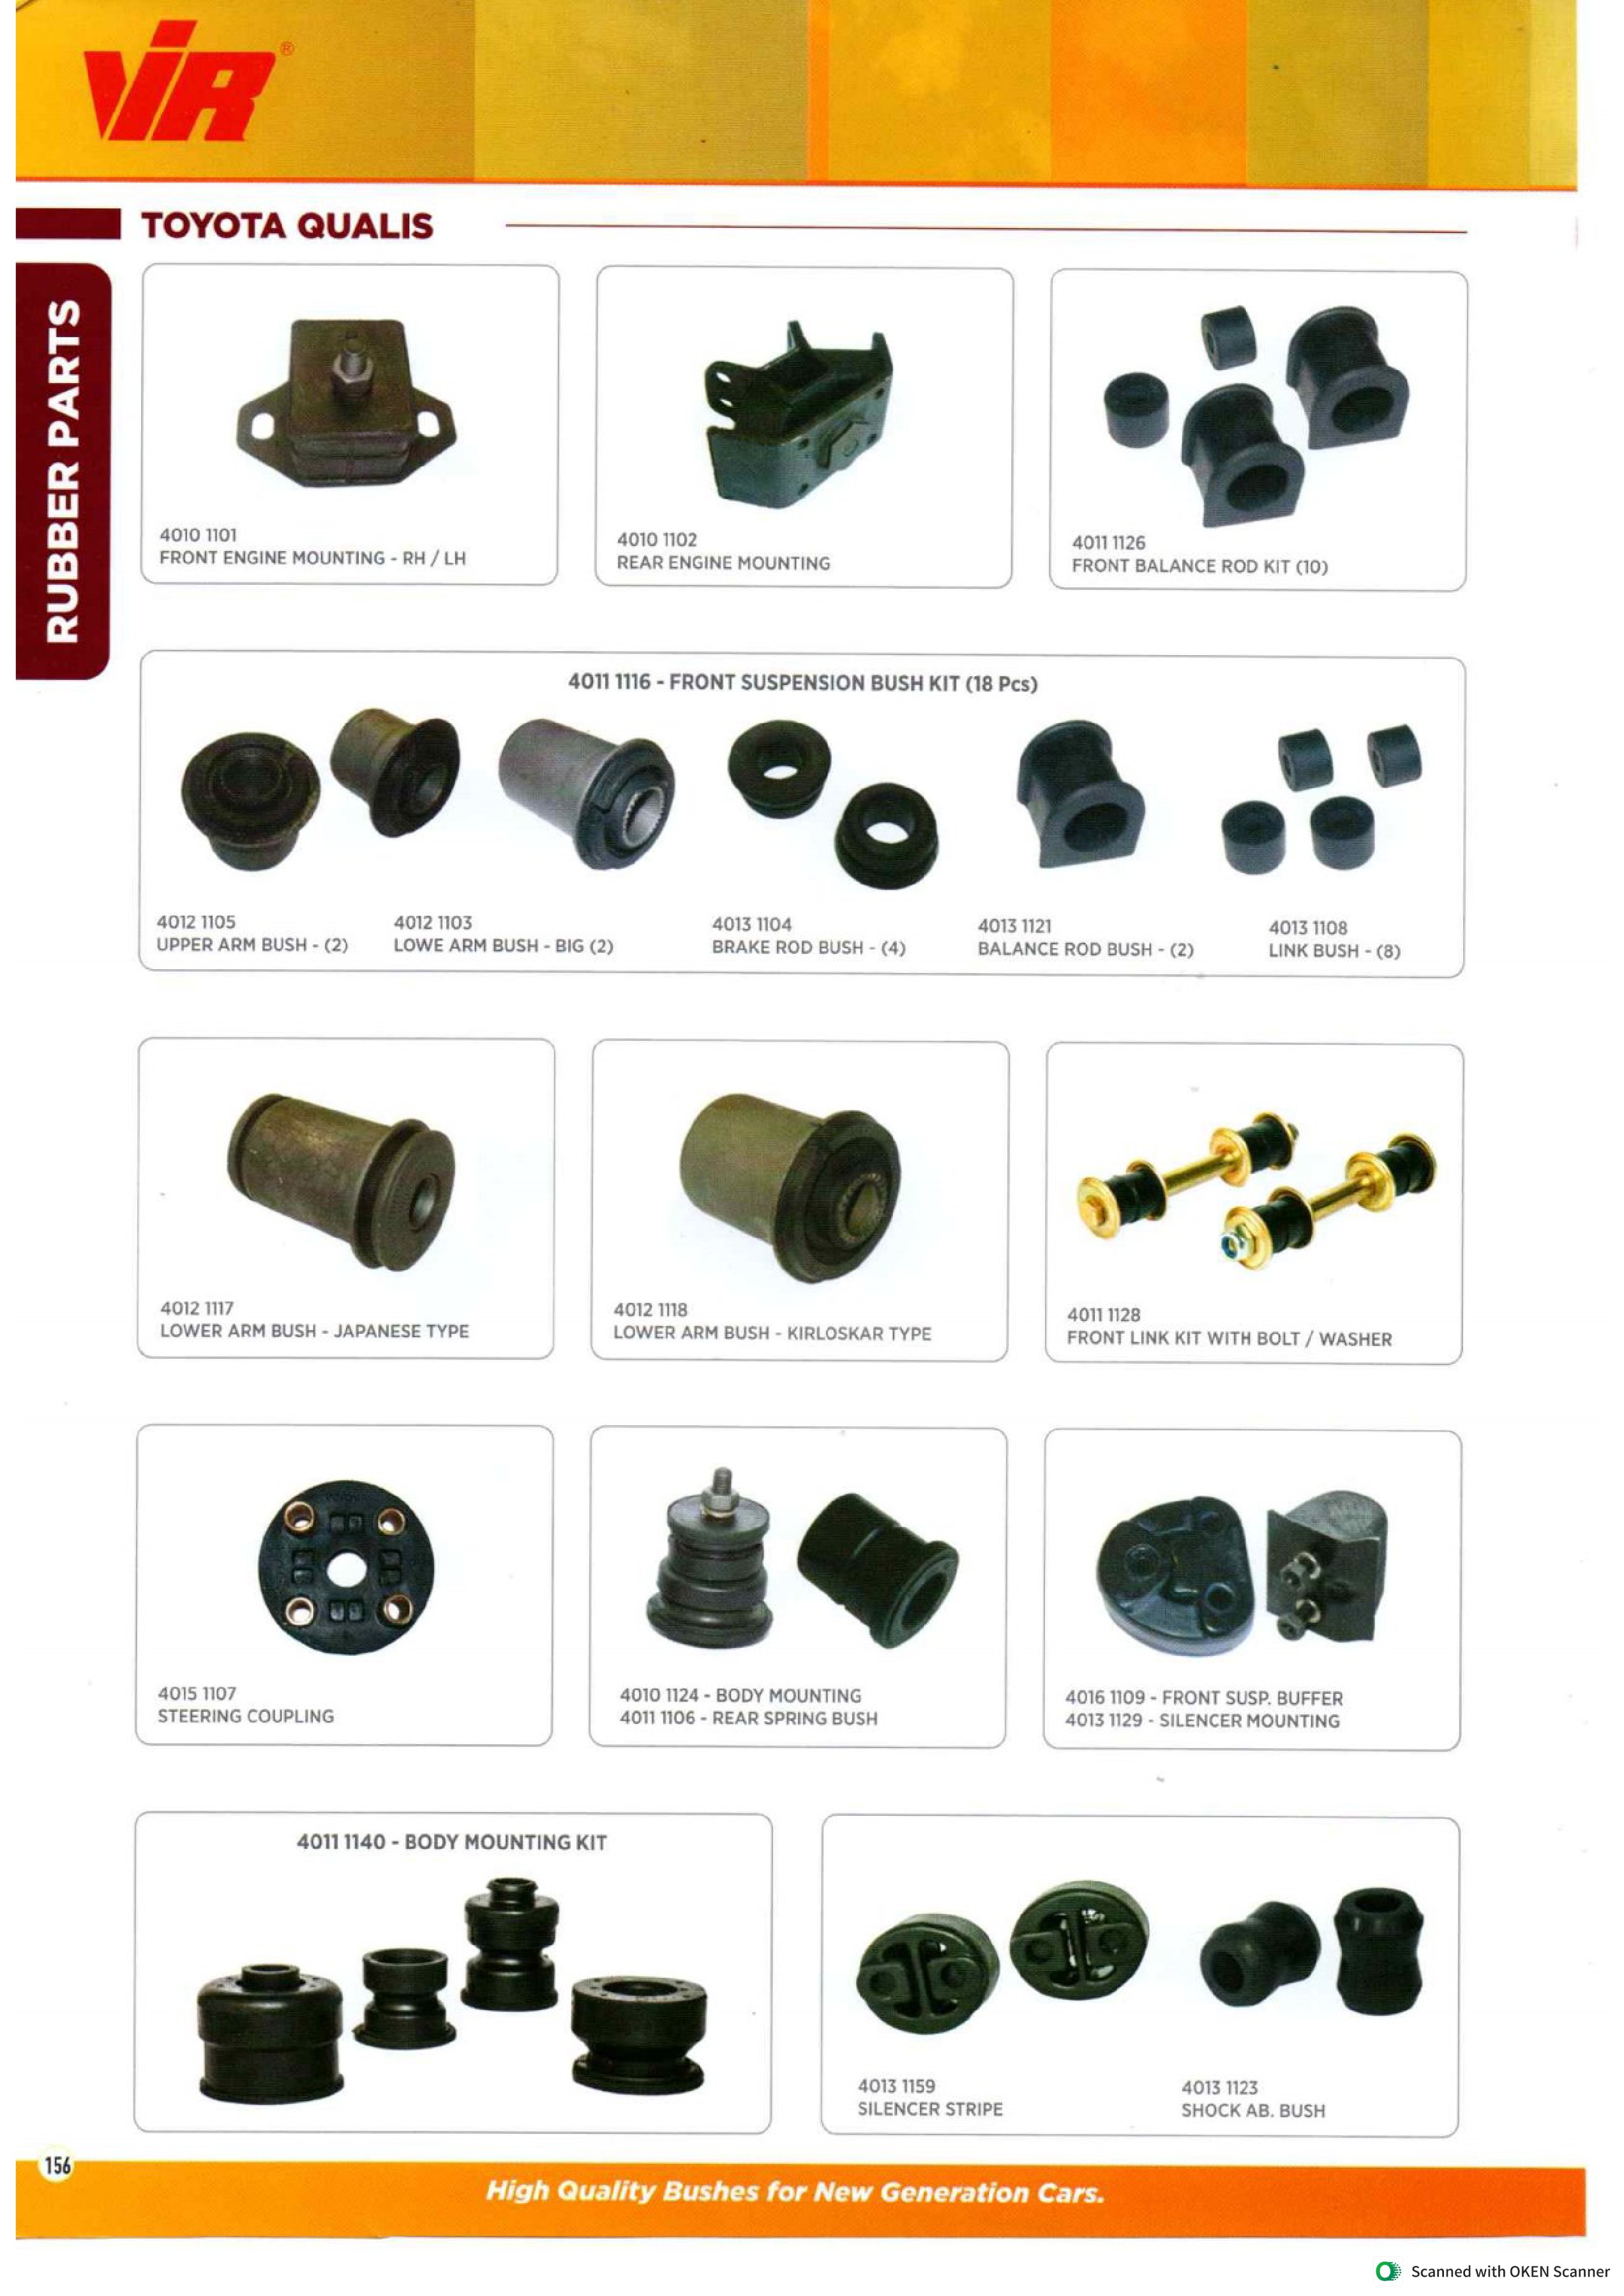 ViR®
TOYOTA QUALIS
RUBBER PARTS
4010 1101
FRONT ENGINE MOUNTING - RH / LH
4010 1102
REAR ENGINE MOUNTING
4011 1126
FRONT BALANCE ROD KIT (10)
4011 1116 - FRONT SUSPENSION BUSH KIT (18 Pcs)
4012 1105
UPPER ARM BUSH - (2)
4012 1103
LOWE ARM BUSH - BIG (2)
4013 1104
BRAKE ROD BUSH - (4)
4013 1121
BALANCE ROD BUSH - (2)
4013 1108
LINK BUSH - (8)
4012 1117
LOWER ARM BUSH - JAPANESE TYPE
4012 1118
LOWER ARM BUSH - KIRLOSKAR TYPE
4011 1128
FRONT LINK KIT WITH BOLT / WASHER
4015 1107
STEERING COUPLING
4010 1124 - BODY MOUNTING
4011 1106 - REAR SPRING BUSH
4016 1109 - FRONT SUSP. BUFFER
4013 1129 - SILENCER MOUNTING
4011 1140 - BODY MOUNTING KIT
4013 1159
SILENCER STRIPE
4013 1123
SHOCK AB. BUSH
156
High Quality Bushes for New Generation Cars.
Scanned with OKEN Scanner